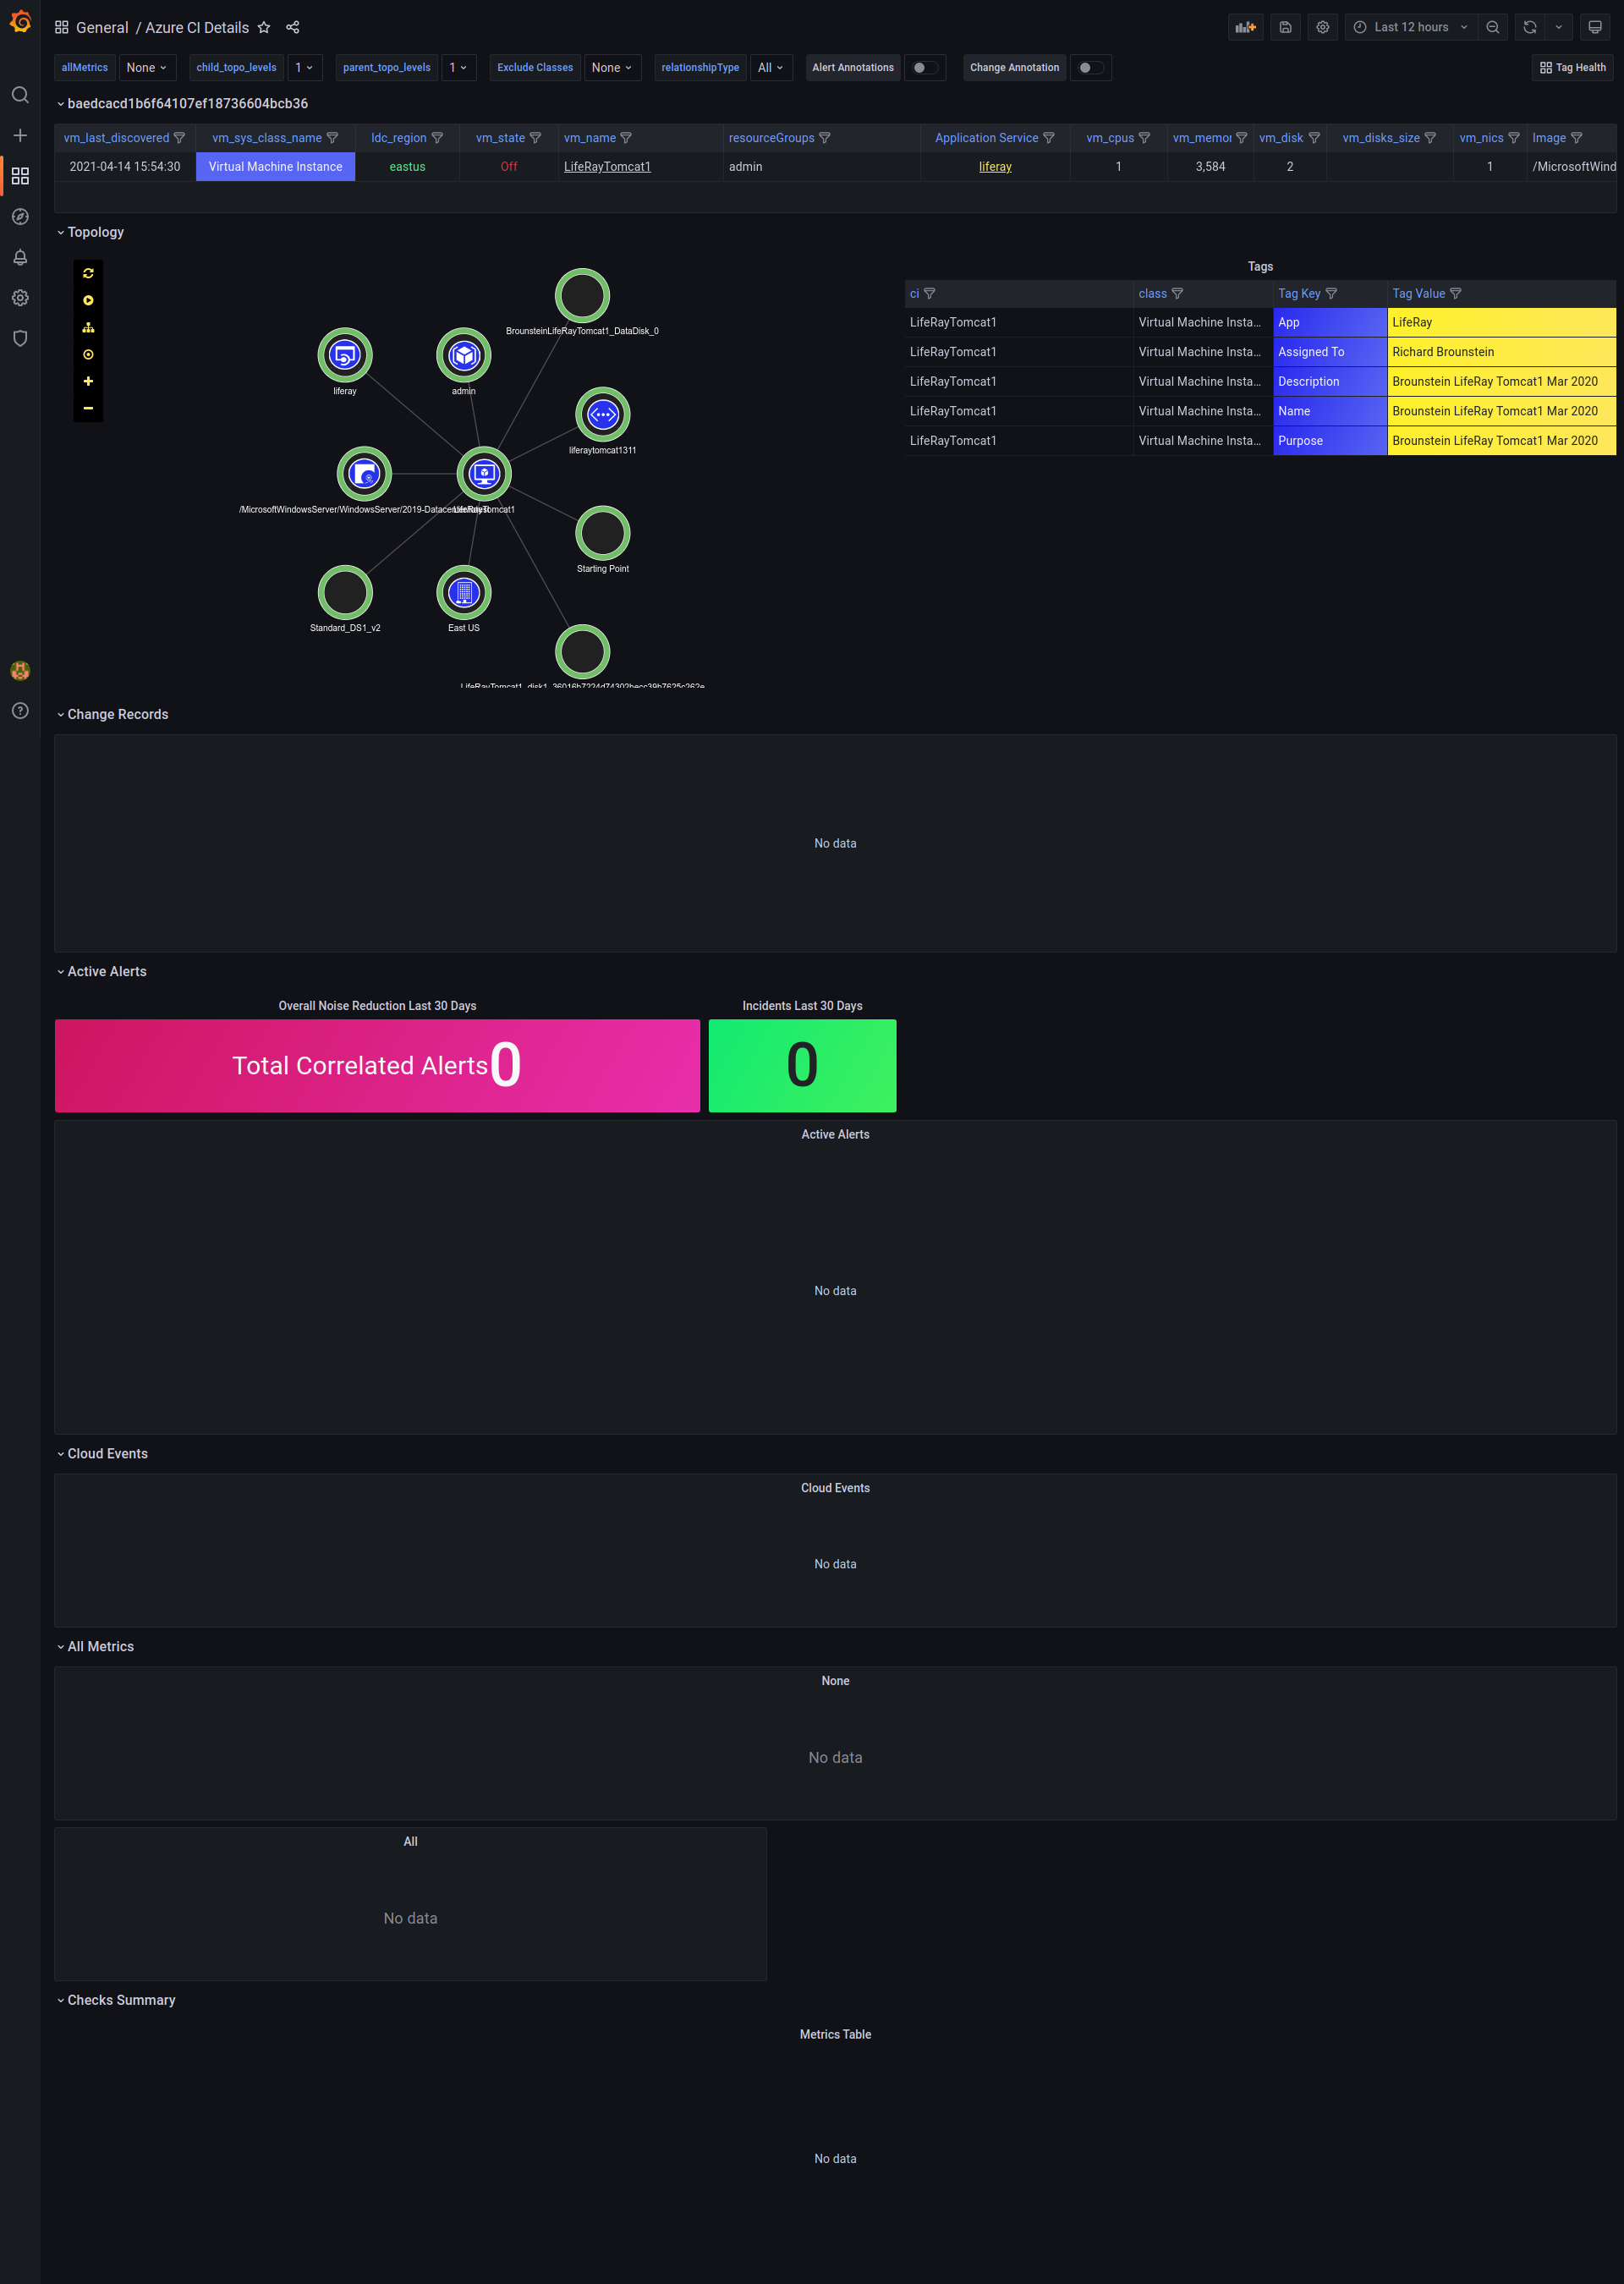 General / Azure CI Details
Last 12 hours
allMetrics None child_topo_levels 1 parent_topo_levels 1 Exclude Classes None relationshipType All Alert Annotations Change Annotation Tag Health
baedcacd1b6f64107ef18736604bcb36
vm_last_discovered vm_sys_class_name ldc_region vm_state vm_name resourceGroups Application Service vm_cpus vm_memor vm_disk vm_disks_size vm_nics Image
2021-04-14 15:54:30 Virtual Machine Instance eastus Off LifeRayTomcat1 admin liferay 1 3,584 2 1 /MicrosoftWind
Topology
BrounsteinLifeRayTomcat1_DataDisk_0
liferay
admin
liferaytomcat1311
/MicrosoftWindowsServer/WindowsServer/2019-Datacenter
LifeRayTomcat1
Starting Point
Standard_DS1_v2
East US
LifeRayTomcat1_disk1_36016b7224d74302becc39b7625c262e
Tags
ci class Tag Key Tag Value
LifeRayTomcat1 Virtual Machine Insta... App LifeRay
LifeRayTomcat1 Virtual Machine Insta... Assigned To Richard Brounstein
LifeRayTomcat1 Virtual Machine Insta... Description Brounstein LifeRay Tomcat1 Mar 2020
LifeRayTomcat1 Virtual Machine Insta... Name Brounstein LifeRay Tomcat1 Mar 2020
LifeRayTomcat1 Virtual Machine Insta... Purpose Brounstein LifeRay Tomcat1 Mar 2020
Change Records
No data
Active Alerts
Overall Noise Reduction Last 30 Days
Total Correlated Alerts 0
Incidents Last 30 Days
0
Active Alerts
No data
Cloud Events
Cloud Events
No data
All Metrics
None
No data
All
No data
Checks Summary
Metrics Table
No data